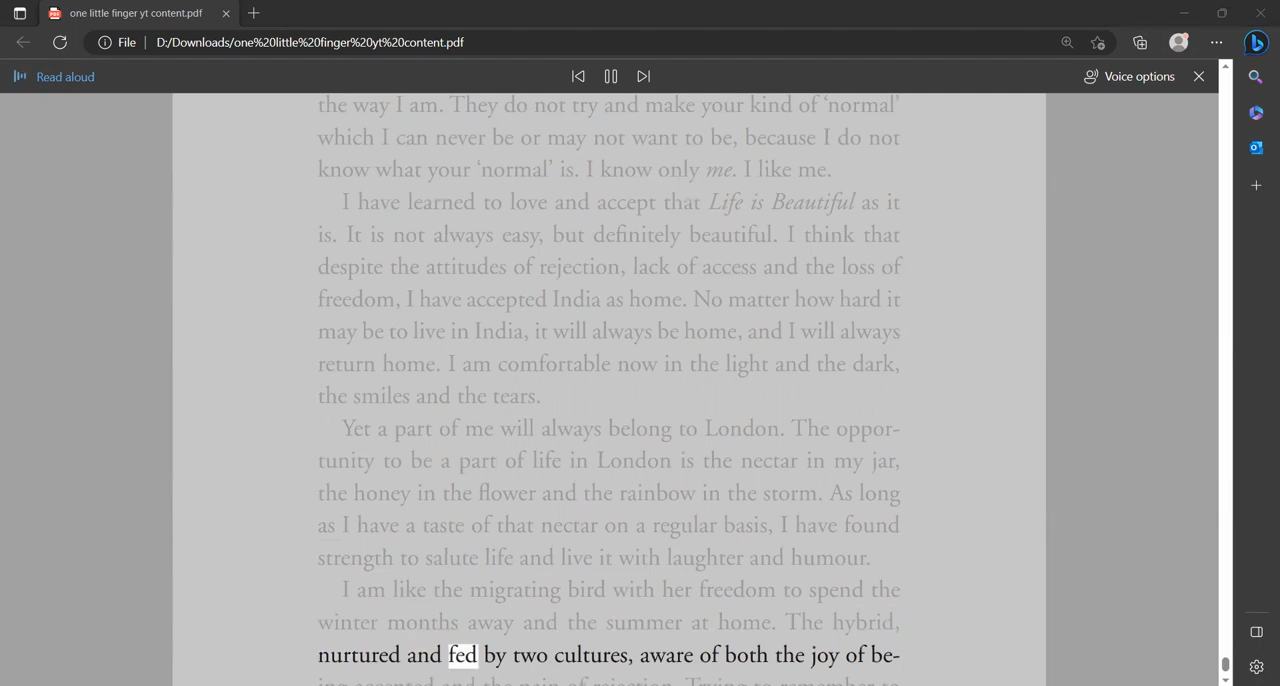 one little finger yt content.pdf
File
D:/Downloads/one%20little%20finger%20yt%20content.pdf
Read aloud
Voice options
the way I am. They do not try and make your kind of ‘normal’
which I can never be or may not want to be, because I do not
know what your ‘normal’ is. I know only me. I like me.
I have learned to love and accept that Life is Beautiful as it
is. It is not always easy, but definitely beautiful. I think that
despite the attitudes of rejection, lack of access and the loss of
freedom, I have accepted India as home. No matter how hard it
may be to live in India, it will always be home, and I will always
return home. I am comfortable now in the light and the dark,
the smiles and the tears.
Yet a part of me will always belong to London. The oppor-
tunity to be a part of life in London is the nectar in my jar,
the honey in the flower and the rainbow in the storm. As long
as I have a taste of that nectar on a regular basis, I have found
strength to salute life and live it with laughter and humour.
I am like the migrating bird with her freedom to spend the
winter months away and the summer at home. The hybrid,
nurtured and fed by two cultures, aware of both the joy of be-
ing accepted and the pain of rejection. Trying to remember to